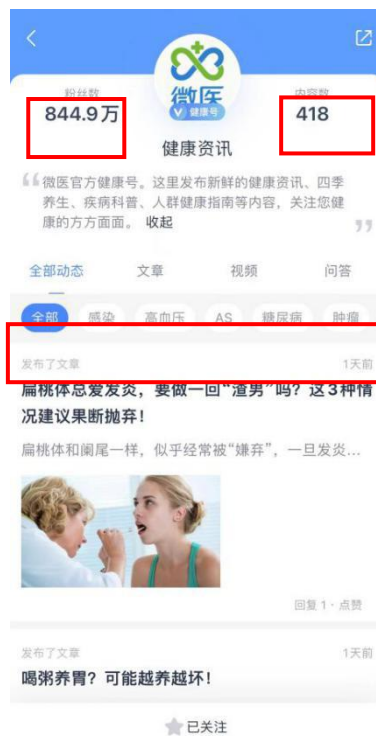 微医
健康号
粉丝数
内容数
844.9万
418
健康资讯
微医官方健康号。这里发布新鲜的健康资讯、四季
养生、疾病科普、人群健康指南等内容，关注您健
康的方方面面。 收起
全部动态 文章 视频 问答
全部 感染 高血压 AS 糖尿病 肿瘤
发布了文章 1天前
扁桃体总爱发炎，要做一回“渣男”吗？这3种情
况建议果断抛弃！
扁桃体和阑尾一样，似乎经常被“嫌弃”，一旦发炎...
回复 1 · 点赞
发布了文章 1天前
喝粥养胃？可能越养越坏！
已关注